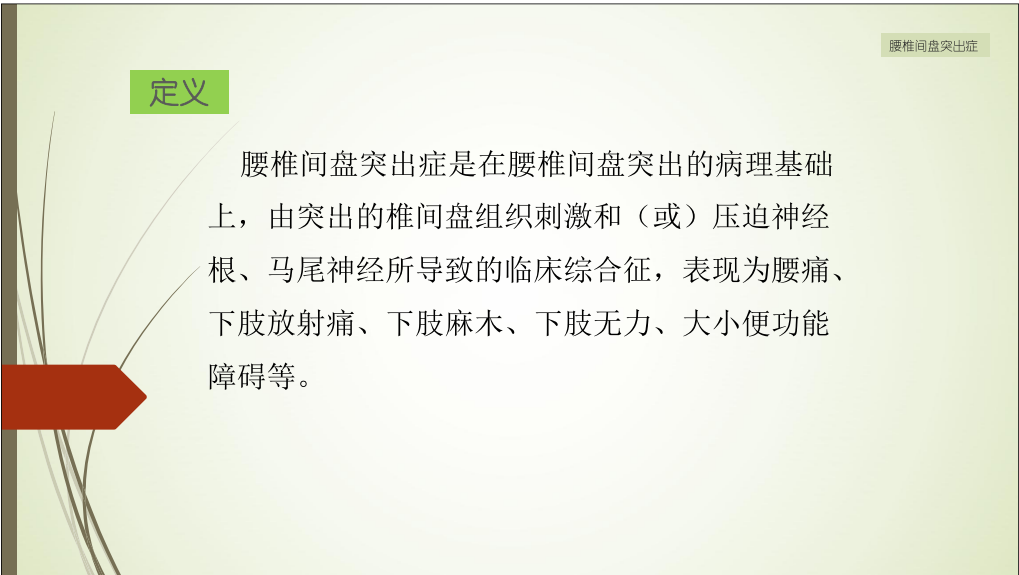 腰椎间盘突出症
定义
腰椎间盘突出症是在腰椎间盘突出的病理基础
上，由突出的椎间盘组织刺激和（或）压迫神经
根、马尾神经所导致的临床综合征，表现为腰痛、
下肢放射痛、下肢麻木、下肢无力、大小便功能
障碍等。